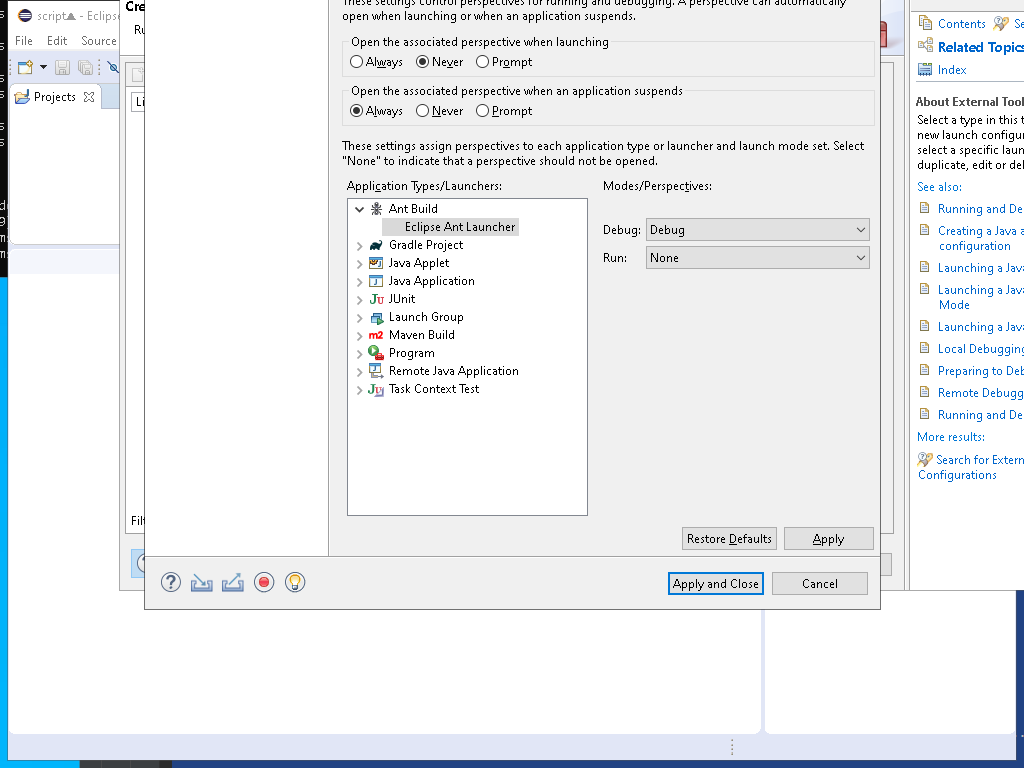 script - Eclipse
File Edit Source
Projects
Cre
Ru
Li
Filt
These settings control perspectives for running and debugging. A perspective can automatically
open when launching or when an application suspends.
Open the associated perspective when launching
Always Never Prompt
Open the associated perspective when an application suspends
Always Never Prompt
These settings assign perspectives to each application type or launcher and launch mode set. Select
"None" to indicate that a perspective should not be opened.
Application Types/Launchers:
Ant Build
Eclipse Ant Launcher
Gradle Project
Java Applet
Java Application
JUnit
Launch Group
Maven Build
Program
Remote Java Application
Task Context Test
Modes/Perspectives:
Debug: Debug
Run: None
Restore Defaults Apply
Apply and Close Cancel
Contents Se
Related Topics
Index
About External Tool
Select a type in this t
new launch configur
select a specific laun
duplicate, edit or del
See also:
Running and De
Creating a Java a
configuration
Launching a Java
Launching a Java
Mode
Launching a Java
Local Debugging
Preparing to Deb
Remote Debugg
Running and De
More results:
Search for Extern
Configurations